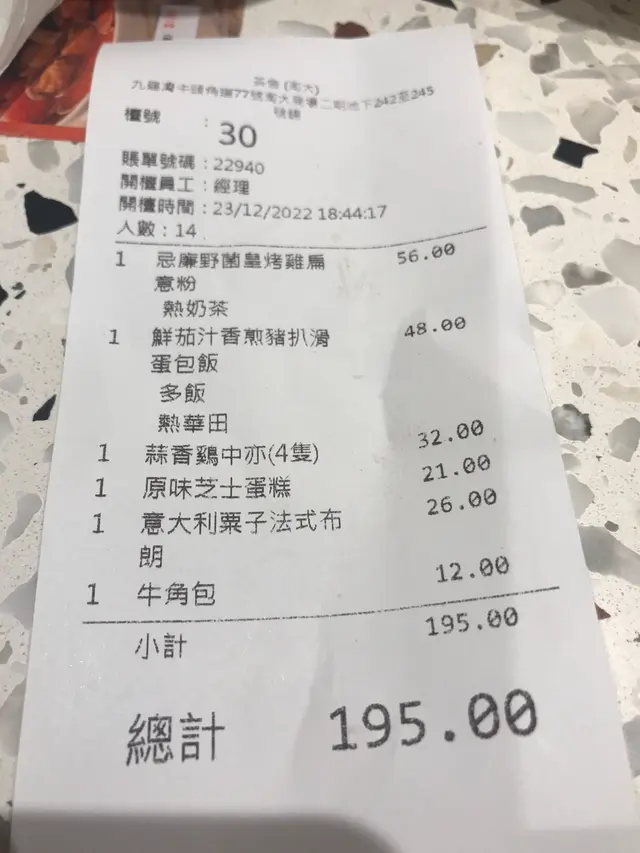 英倫 (淘大)
九龍灣牛頭角道77號淘大商場二期地下242至245
號舖
檯號 : 30
賬單號碼 : 22940
開檯員工 : 經理
開檯時間 : 23/12/2022 18:44:17
人數 : 14
1 忌廉野菌皇烤雞扁 56.00
意粉
熱奶茶
1 鮮茄汁香煎豬扒滑 48.00
蛋包飯
多飯
熱華田
1 蒜香鷄中亦(4隻) 32.00
1 原味芝士蛋糕 21.00
1 意大利粟子法式布 26.00
朗
1 牛角包 12.00
小計 195.00
總計 195.00